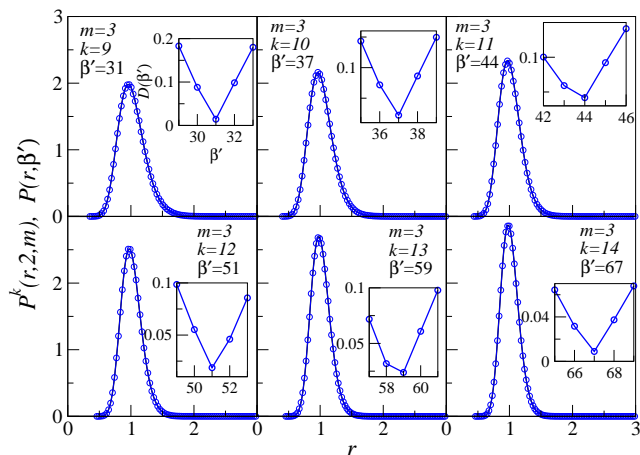 m=3
k=9
β′=31
D(β′)
0.2
0.1
0
30
32
β′
m=3
k=10
β′=37
0.1
36
38
m=3
k=11
β′=44
0.1
42
44
46
3
2
1
0
P^k(r,2,m), P(r,β′)
m=3
k=12
β′=51
0.1
0.05
50
52
m=3
k=13
β′=59
0.1
0.05
58
60
m=3
k=14
β′=67
0.04
0
66
68
2
1
0
0 1 2 0 1 2 0 1 2 3
r